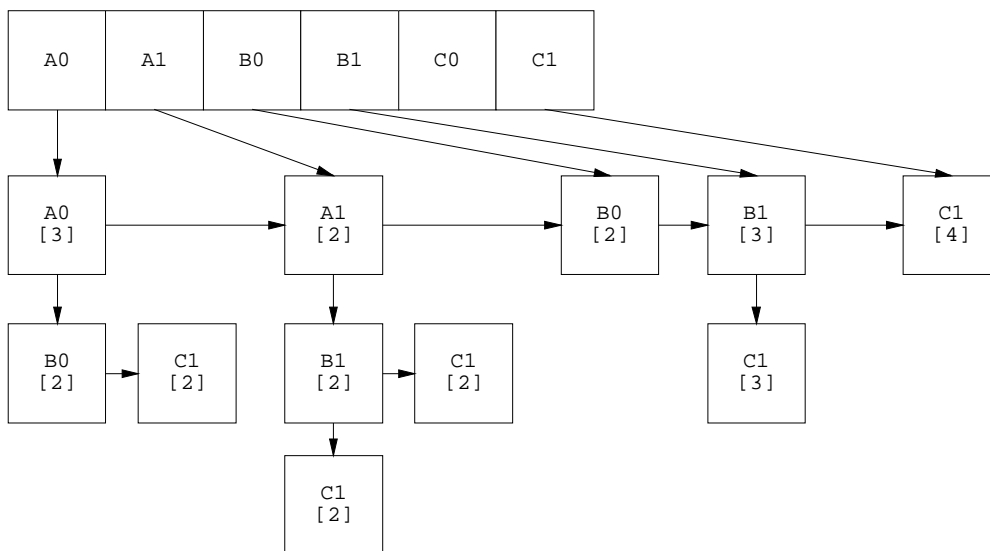 A0 A1 B0 B1 C0 C1
A0 A1 B0 B1 C1
[3] [2] [2] [3] [4]
B0 C1 B1 C1 C1
[2] [2] [2] [2] [3]
C1
[2]